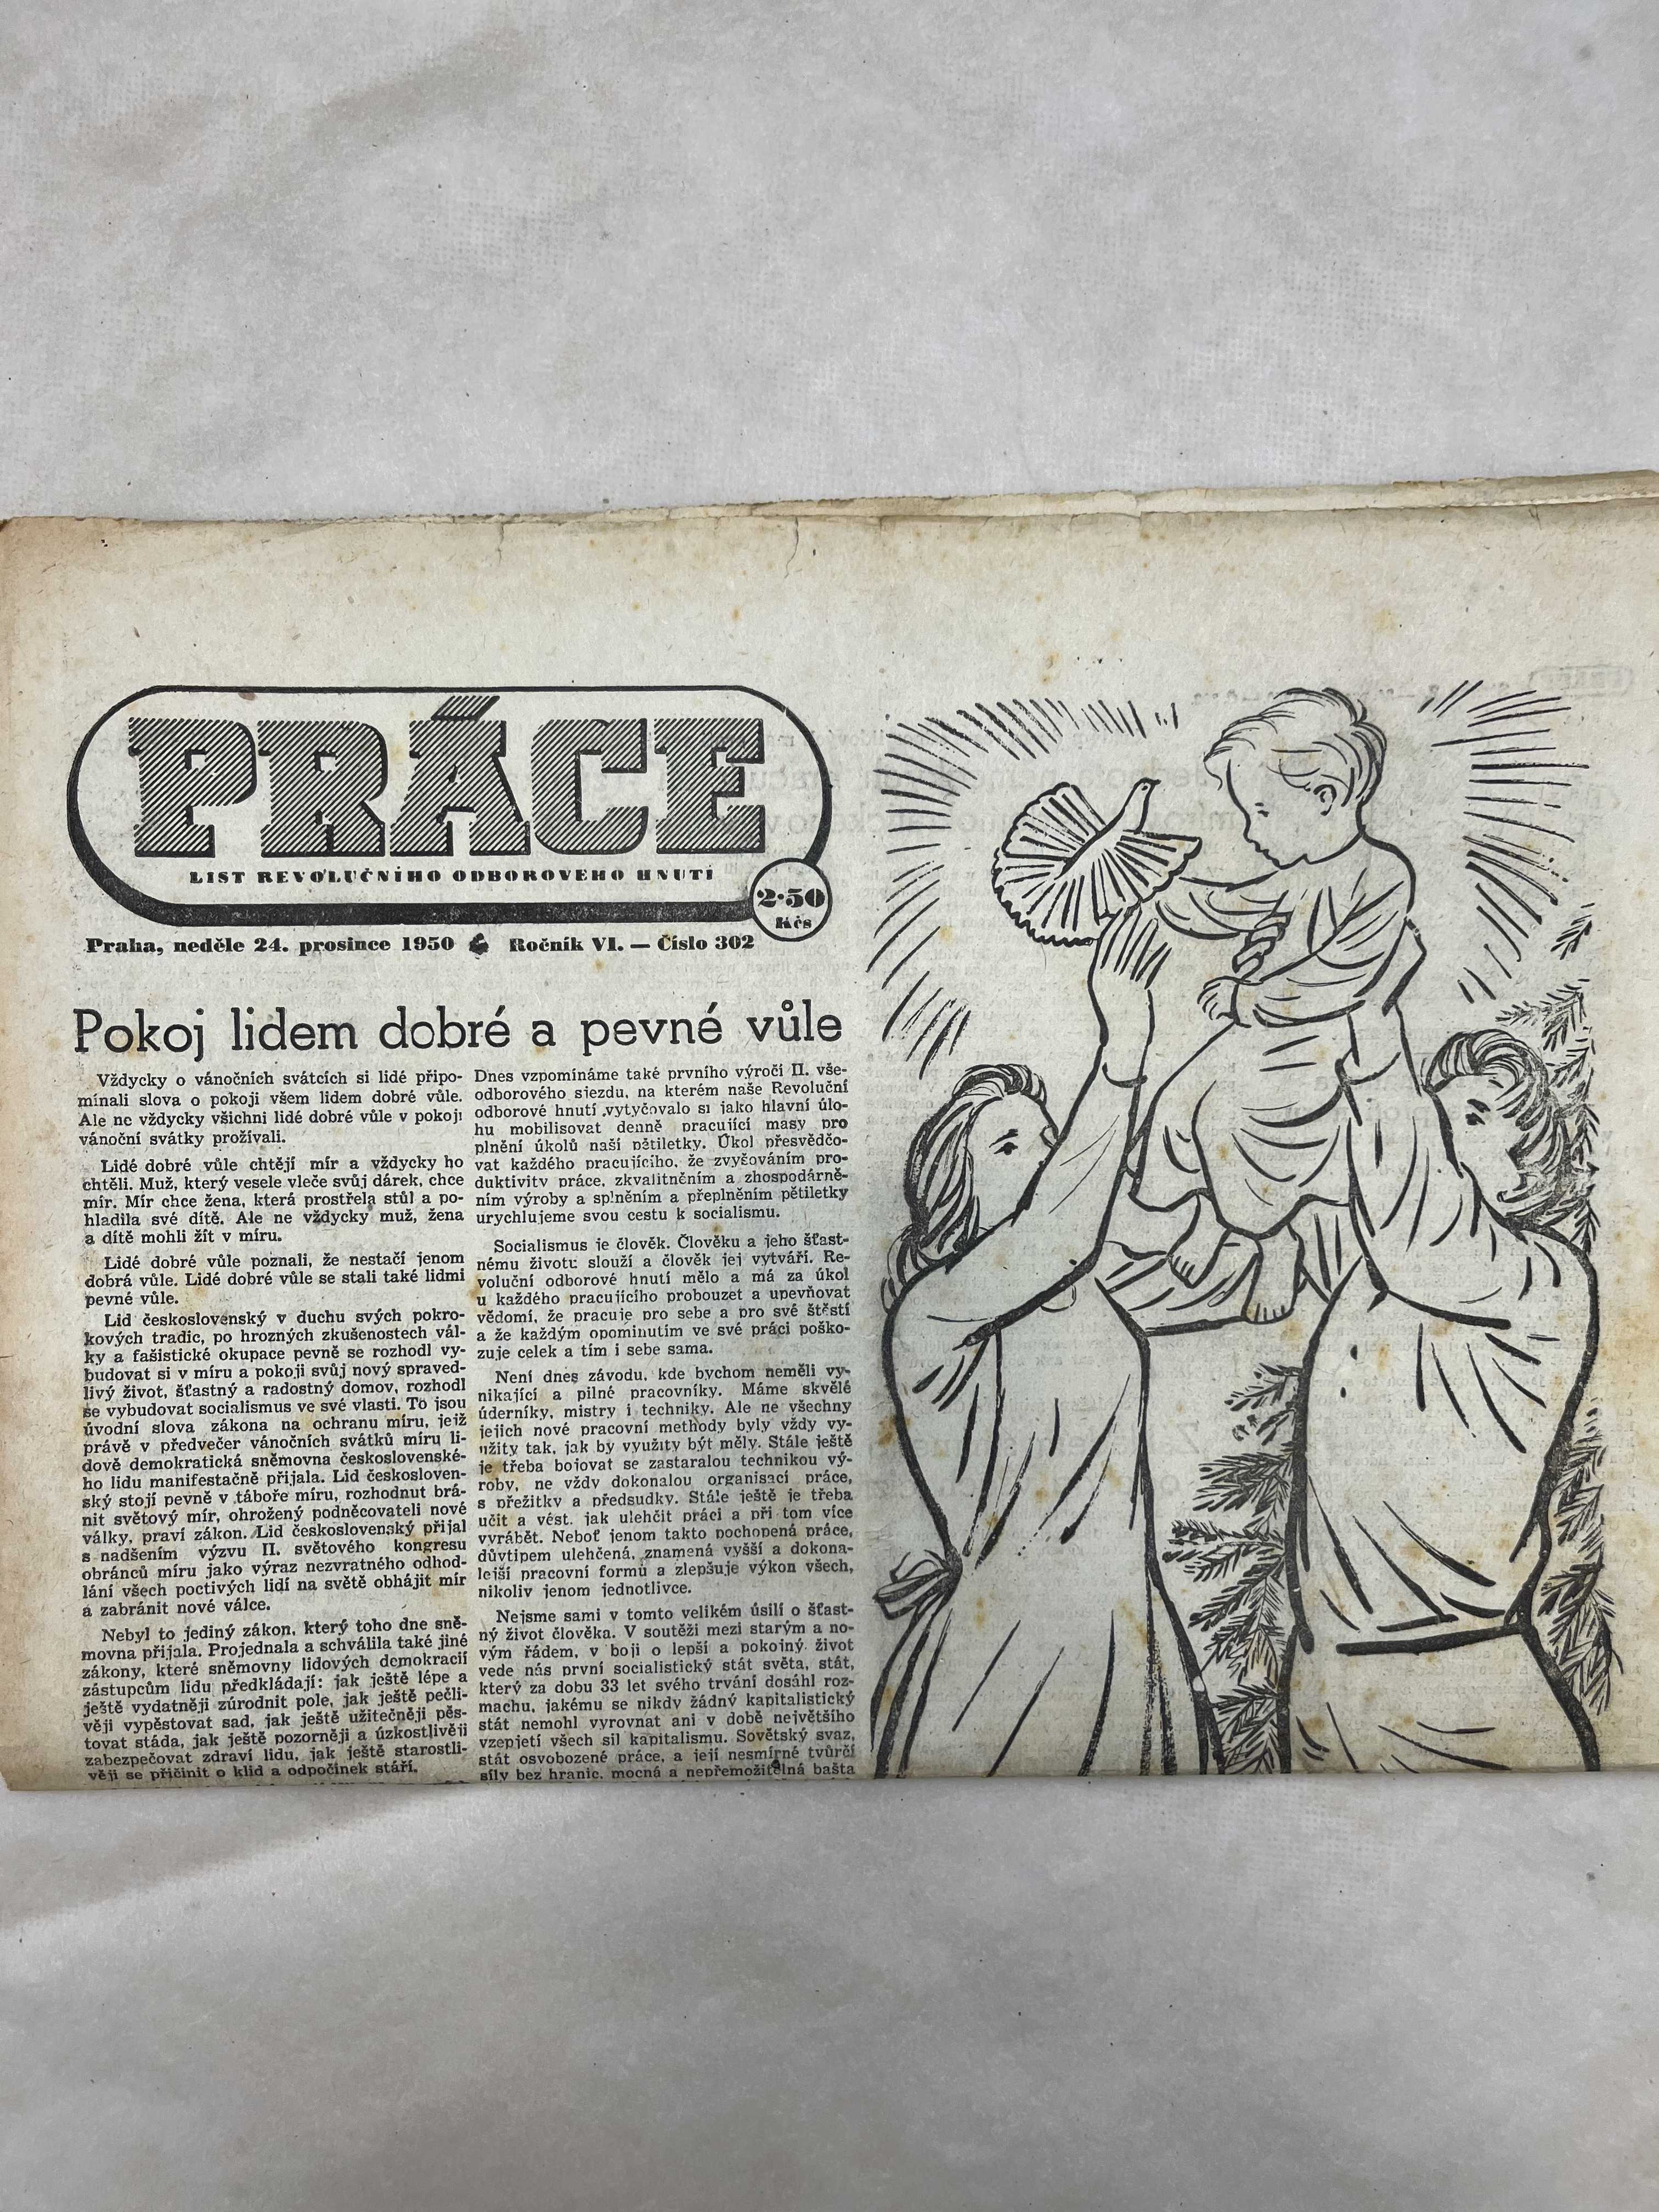 PRÁCE
LIST REVOLUČNÍHO ODBOROVÉHO HNUTÍ
2·50
Kčs
Praha, neděle 24. prosince 1950 Ročník VI. — Číslo 302
Pokoj lidem dobré a pevné vůle
Vždycky o vánočních svátcích si lidé připo-
mínali slova o pokoji všem lidem dobré vůle.
Ale ne vždycky všichni lidé dobré vůle v pokoji
vánoční svátky prožívali.
Lidé dobré vůle chtějí mír a vždycky ho
chtěli. Muž, který vesele vleče svůj dárek, chce
mír. Mír chce žena, která prostřela stůl a po-
hladila své dítě. Ale ne vždycky muž, žena
a dítě mohli žít v míru.
Lidé dobré vůle poznali, že nestačí jenom
dobrá vůle. Lidé dobré vůle se stali také lidmi
pevné vůle.
Lid československý v duchu svých pokro-
kových tradic, po hrozných zkušenostech vál-
ky a fašistické okupace pevně se rozhodl vy-
budovat si v míru a pokoji svůj nový spraved-
livý život, šťastný a radostný domov, rozhodl
se vybudovat socialismus ve své vlasti. To jsou
úvodní slova zákona na ochranu míru, jejž
právě v předvečer vánočních svátků míru li-
dově demokratická sněmovna československé-
ho lidu manifestačně přijala. Lid českosloven-
ský stojí pevně v táboře míru, rozhodnut brá-
nit světový mír, ohrožený podněcovateli nové
války, praví zákon. Lid československý přijal
s nadšením výzvu II. světového kongresu
obránců míru jako výraz nezvratného odhod-
lání všech poctivých lidí na světě obhájit mír
a zabránit nové válce.
Nebyl to jediný zákon, který toho dne sně-
movna přijala. Projednala a schválila také jiné
zákony, které sněmovny lidových demokracií
zástupcům lidu předkládají: jak ještě lépe a
ještě vydatněji zúrodnit pole, jak ještě pečli-
věji vypěstovat sad, jak ještě užitečněji pěs-
tovat stáda, jak ještě pozorněji a úzkostlivěji
zabezpečovat zdraví lidu, jak ještě starostli-
věji se přičinit o klid a odpočinek stáří.
Dnes vzpomínáme také prvního výročí II. vše-
odborového sjezdu, na kterém naše Revoluční
odborové hnutí vytyčovalo si jako hlavní úlo-
hu mobilisovat denně pracující masy pro
plnění úkolů naší pětiletky. Úkol přesvědčo-
vat každého pracujícího, že zvyšováním pro-
duktivity práce, zkvalitněním a zhospodárně-
ním výroby a splněním a přeplněním pětiletky
urychlujeme svou cestu k socialismu.
Socialismus je člověk. Člověku a jeho šťast-
nému životu slouží a člověk jej vytváří. Re-
voluční odborové hnutí mělo a má za úkol
u každého pracujícího probouzet a upevňovat
vědomí, že pracuje pro sebe a pro své štěstí
a že každým opominutím ve své práci poško-
zuje celek a tím i sebe sama.
Není dnes závodu, kde bychom neměli vy-
nikající a pilné pracovníky. Máme skvělé
úderníky, mistry i techniky. Ale ne všechny
jejich nové pracovní methody byly vždy vy-
užity tak, jak by využity být měly. Stále ještě
je třeba bojovat se zastaralou technikou vý-
roby, ne vždy dokonalou organisací práce,
s přežitky a předsudky. Stále ještě je třeba
učit a vést, jak ulehčit práci a při tom více
vyrábět. Neboť jenom takto pochopená práce,
důvtipem ulehčená, znamená vyšší a dokona-
lejší pracovní formu a zlepšuje výkon všech,
nikoliv jenom jednotlivce.
Nejsme sami v tomto velikém úsilí o šťast-
ný život člověka. V soutěži mezi starým a no-
vým řádem, v boji o lepší a pokojný život
vede nás první socialistický stát světa, stát,
který za dobu 33 let svého trvání dosáhl roz-
machu, jakému se nikdy žádný kapitalistický
stát nemohl vyrovnat ani v době největšího
vzepjetí všech sil kapitalismu. Sovětský svaz,
stát osvobozené práce, a její nesmírné tvůrčí
síly bez hranic, mocná a nepřemožitelná bašta